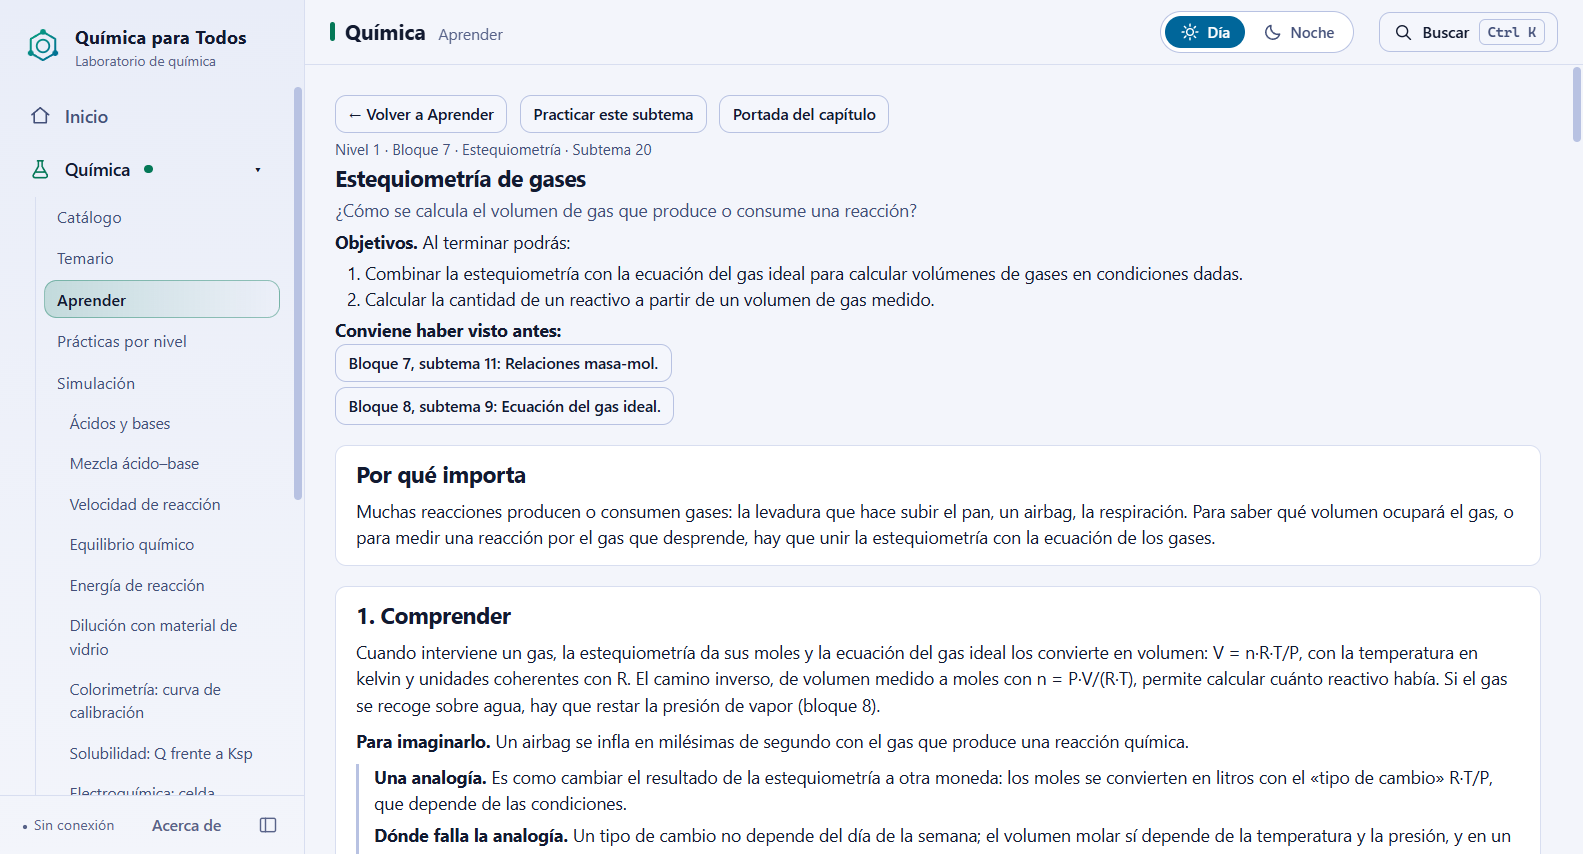 Química para Todos
Laboratorio de química
Inicio
Química
Catálogo
Temario
Aprender
Prácticas por nivel
Simulación
Ácidos y bases
Mezcla ácido–base
Velocidad de reacción
Equilibrio químico
Energía de reacción
Dilución con material de
vidrio
Colorimetría: curva de
calibración
Solubilidad: Q frente a Ksp
Electroquímica: celda
Sin conexión
Acerca de
Química Aprender
Día
Noche
Buscar Ctrl K
← Volver a Aprender
Practicar este subtema
Portada del capítulo
Nivel 1 · Bloque 7 · Estequiometría · Subtema 20
Estequiometría de gases
¿Cómo se calcula el volumen de gas que produce o consume una reacción?
Objetivos. Al terminar podrás:
1. Combinar la estequiometría con la ecuación del gas ideal para calcular volúmenes de gases en condiciones dadas.
2. Calcular la cantidad de un reactivo a partir de un volumen de gas medido.
Conviene haber visto antes:
Bloque 7, subtema 11: Relaciones masa-mol.
Bloque 8, subtema 9: Ecuación del gas ideal.
Por qué importa
Muchas reacciones producen o consumen gases: la levadura que hace subir el pan, un airbag, la respiración. Para saber qué volumen ocupará el gas, o
para medir una reacción por el gas que desprende, hay que unir la estequiometría con la ecuación de los gases.
1. Comprender
Cuando interviene un gas, la estequiometría da sus moles y la ecuación del gas ideal los convierte en volumen: V = n·R·T/P, con la temperatura en
kelvin y unidades coherentes con R. El camino inverso, de volumen medido a moles con n = P·V/(R·T), permite calcular cuánto reactivo había. Si el gas
se recoge sobre agua, hay que restar la presión de vapor (bloque 8).
Para imaginarlo. Un airbag se infla en milésimas de segundo con el gas que produce una reacción química.
Una analogía. Es como cambiar el resultado de la estequiometría a otra moneda: los moles se convierten en litros con el «tipo de cambio» R·T/P,
que depende de las condiciones.
Dónde falla la analogía. Un tipo de cambio no depende del día de la semana; el volumen molar sí depende de la temperatura y la presión, y en un